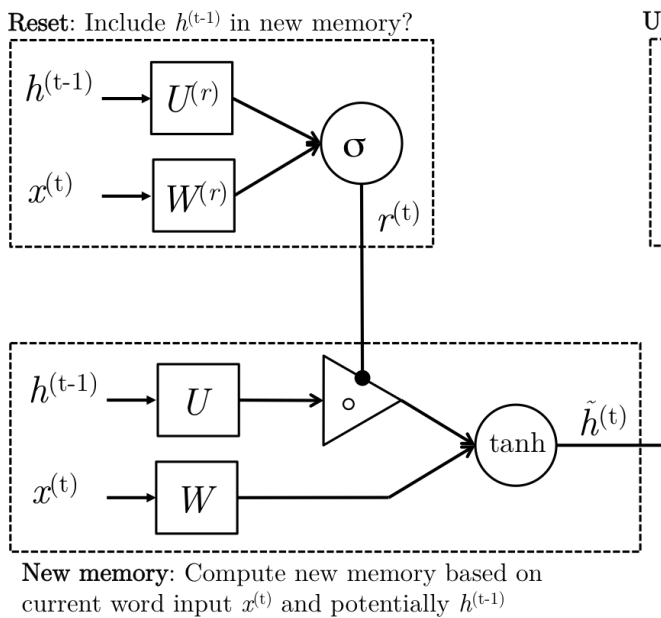 Reset: Include h^(t-1) in new memory?
U
h^(t-1)
U^(r)
σ
x^(t)
W^(r)
r^(t)
h^(t-1)
U
∘
tanh
h̃^(t)
x^(t)
W
New memory: Compute new memory based on
current word input x^(t) and potentially h^(t-1)